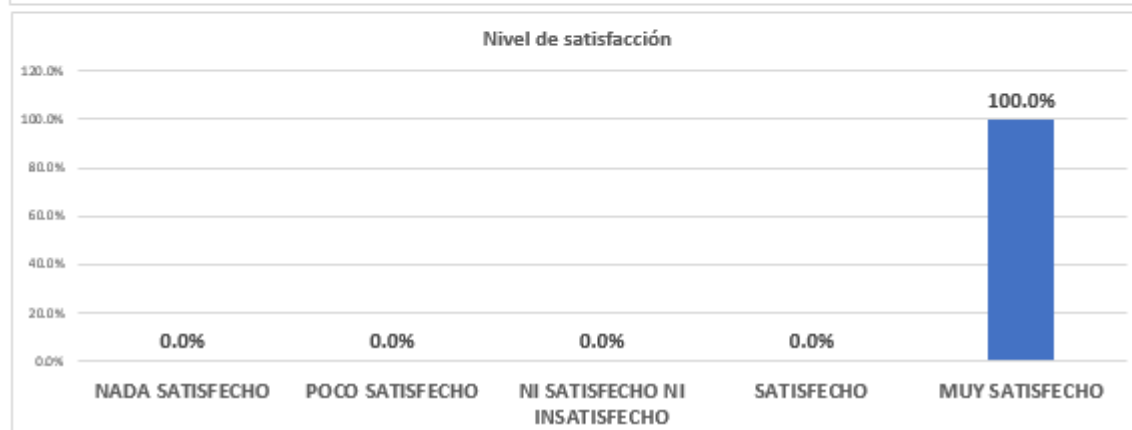 Nivel de satisfacción
120.0%
100.0%
100.0%
80.0%
60.0%
40.0%
20.0%
0.0%
0.0% 0.0% 0.0% 0.0%
NADA SATISFECHO POCO SATISFECHO NI SATISFECHO NI SATISFECHO MUY SATISFECHO
INSATISFECHO